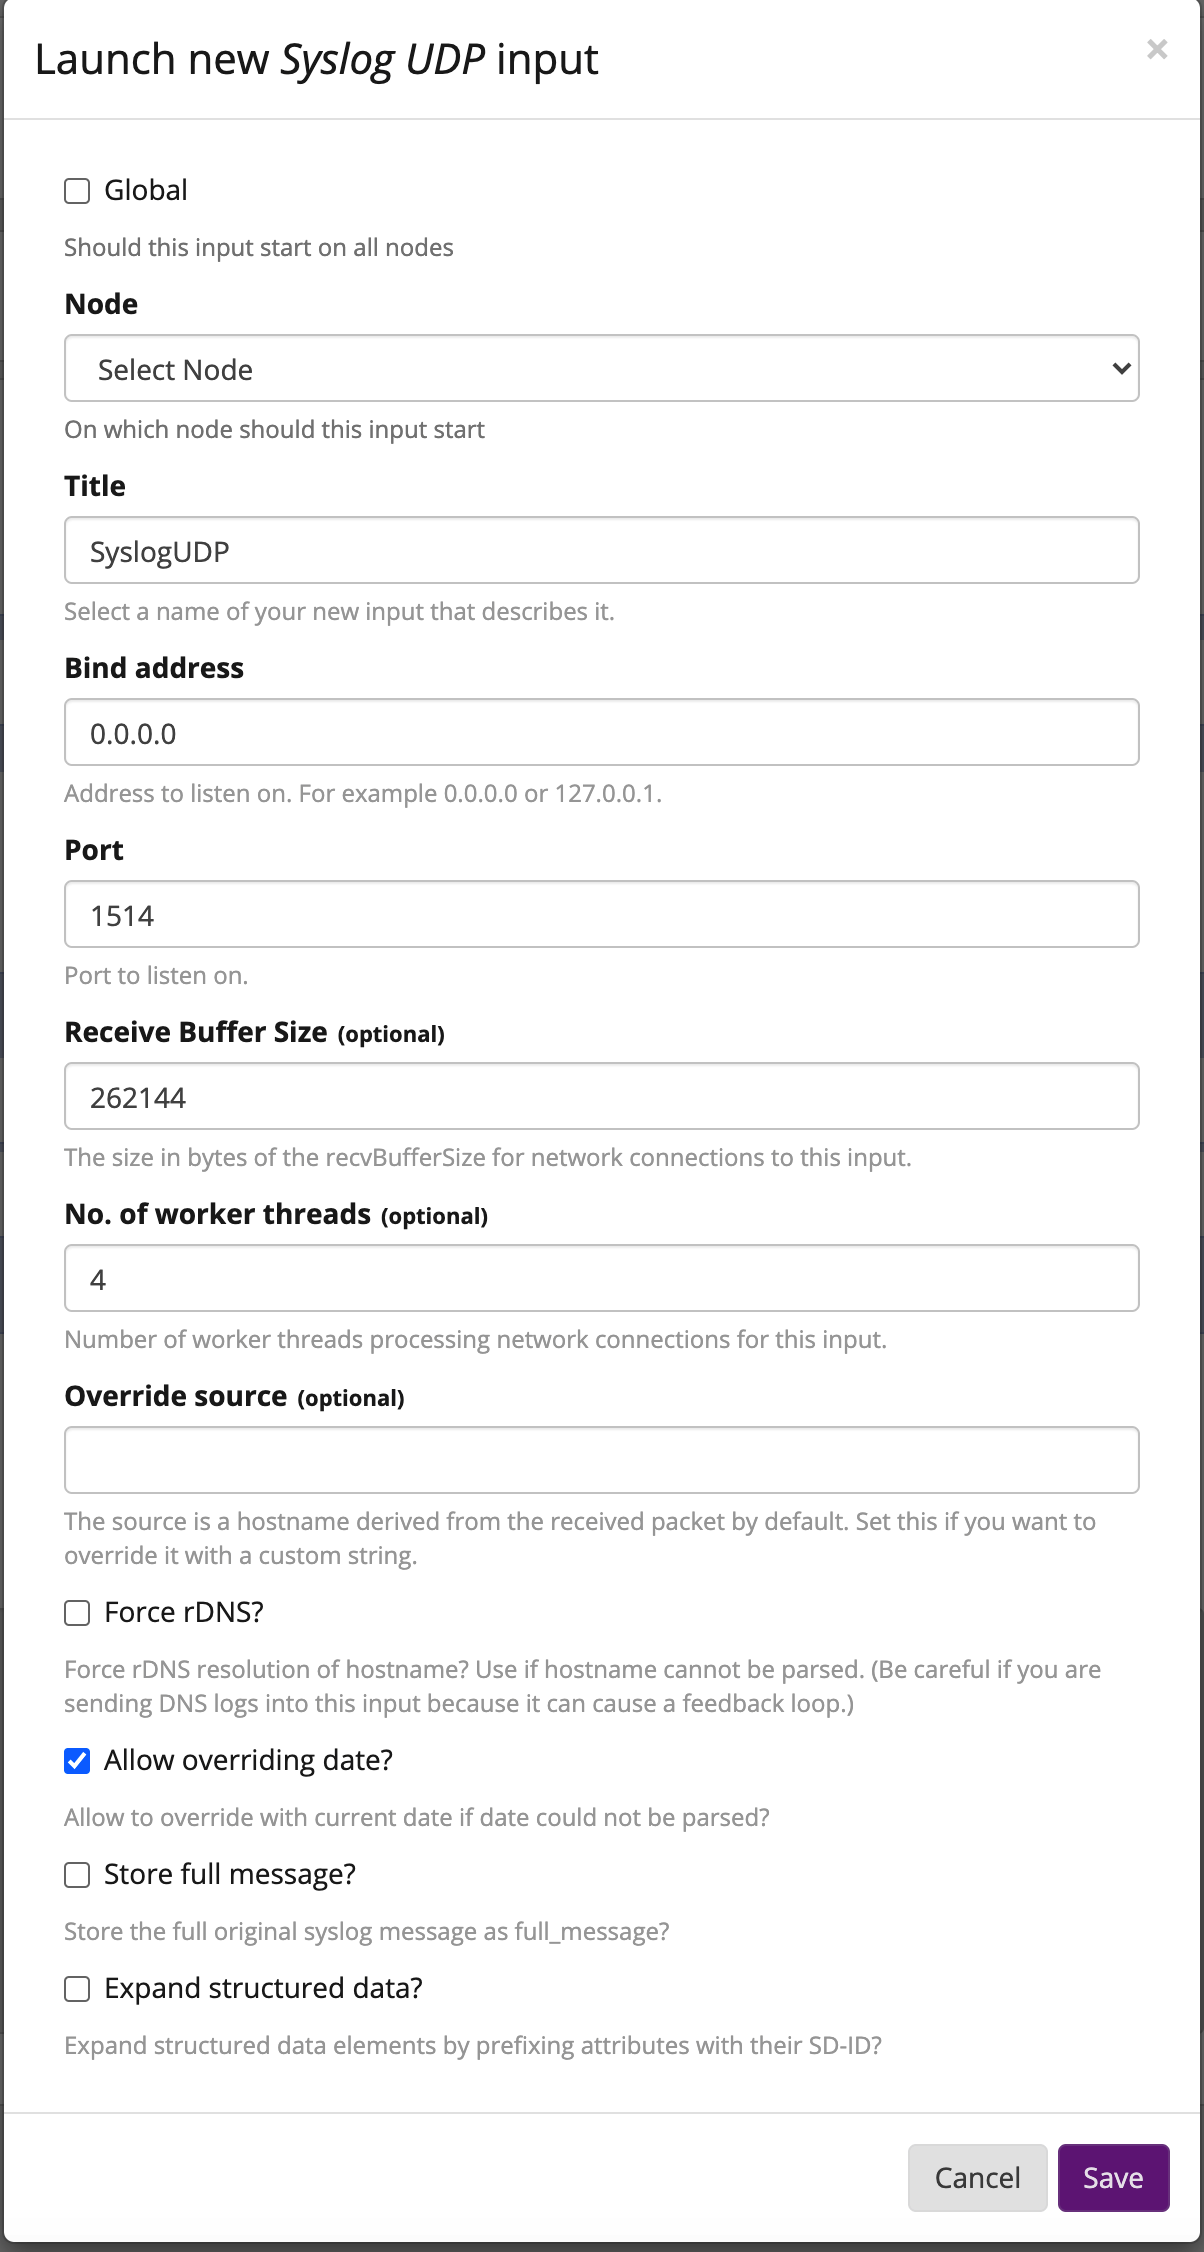 Launch new Syslog UDP input
×
Global
Should this input start on all nodes
Node
Select Node
On which node should this input start
Title
SyslogUDP
Select a name of your new input that describes it.
Bind address
0.0.0.0
Address to listen on. For example 0.0.0.0 or 127.0.0.1.
Port
1514
Port to listen on.
Receive Buffer Size (optional)
262144
The size in bytes of the recvBufferSize for network connections to this input.
No. of worker threads (optional)
4
Number of worker threads processing network connections for this input.
Override source (optional)
The source is a hostname derived from the received packet by default. Set this if you want to
override it with a custom string.
Force rDNS?
Force rDNS resolution of hostname? Use if hostname cannot be parsed. (Be careful if you are
sending DNS logs into this input because it can cause a feedback loop.)
Allow overriding date?
Allow to override with current date if date could not be parsed?
Store full message?
Store the full original syslog message as full_message?
Expand structured data?
Expand structured data elements by prefixing attributes with their SD-ID?
Cancel Save